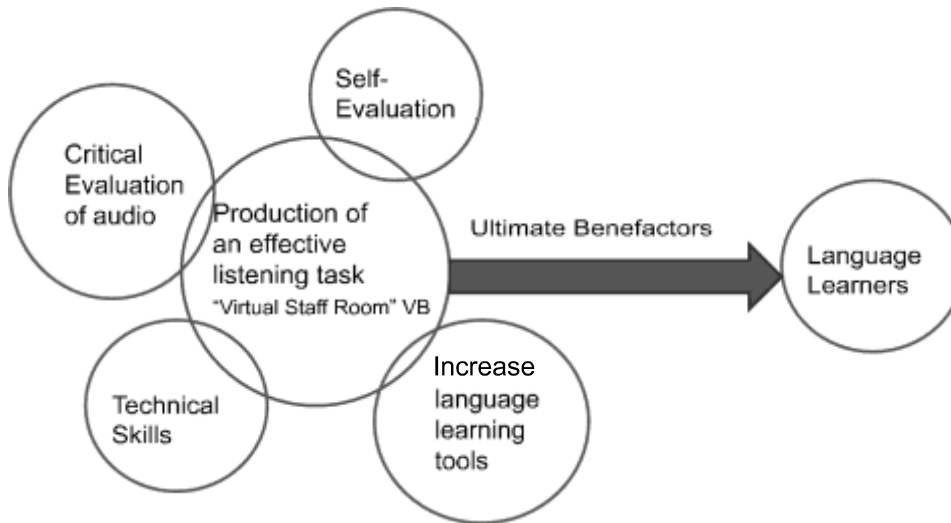 Self-
Evaluation
Critical
Evaluation
of audio
Production of
an effective
listening task
“Virtual Staff Room” VB
Ultimate Benefactors
Language
Learners
Technical
Skills
Increase
language
learning
tools